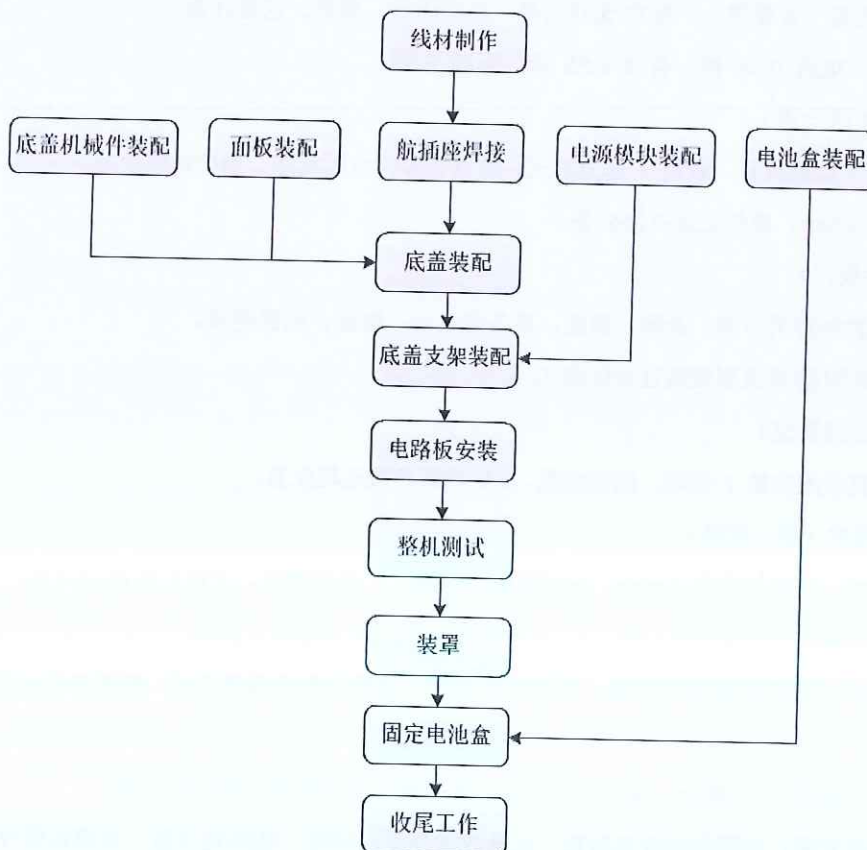 线材制作
底盖机械件装配
面板装配
航插座焊接
电源模块装配
电池盒装配
底盖装配
底盖支架装配
电路板安装
整机测试
装罩
固定电池盒
收尾工作